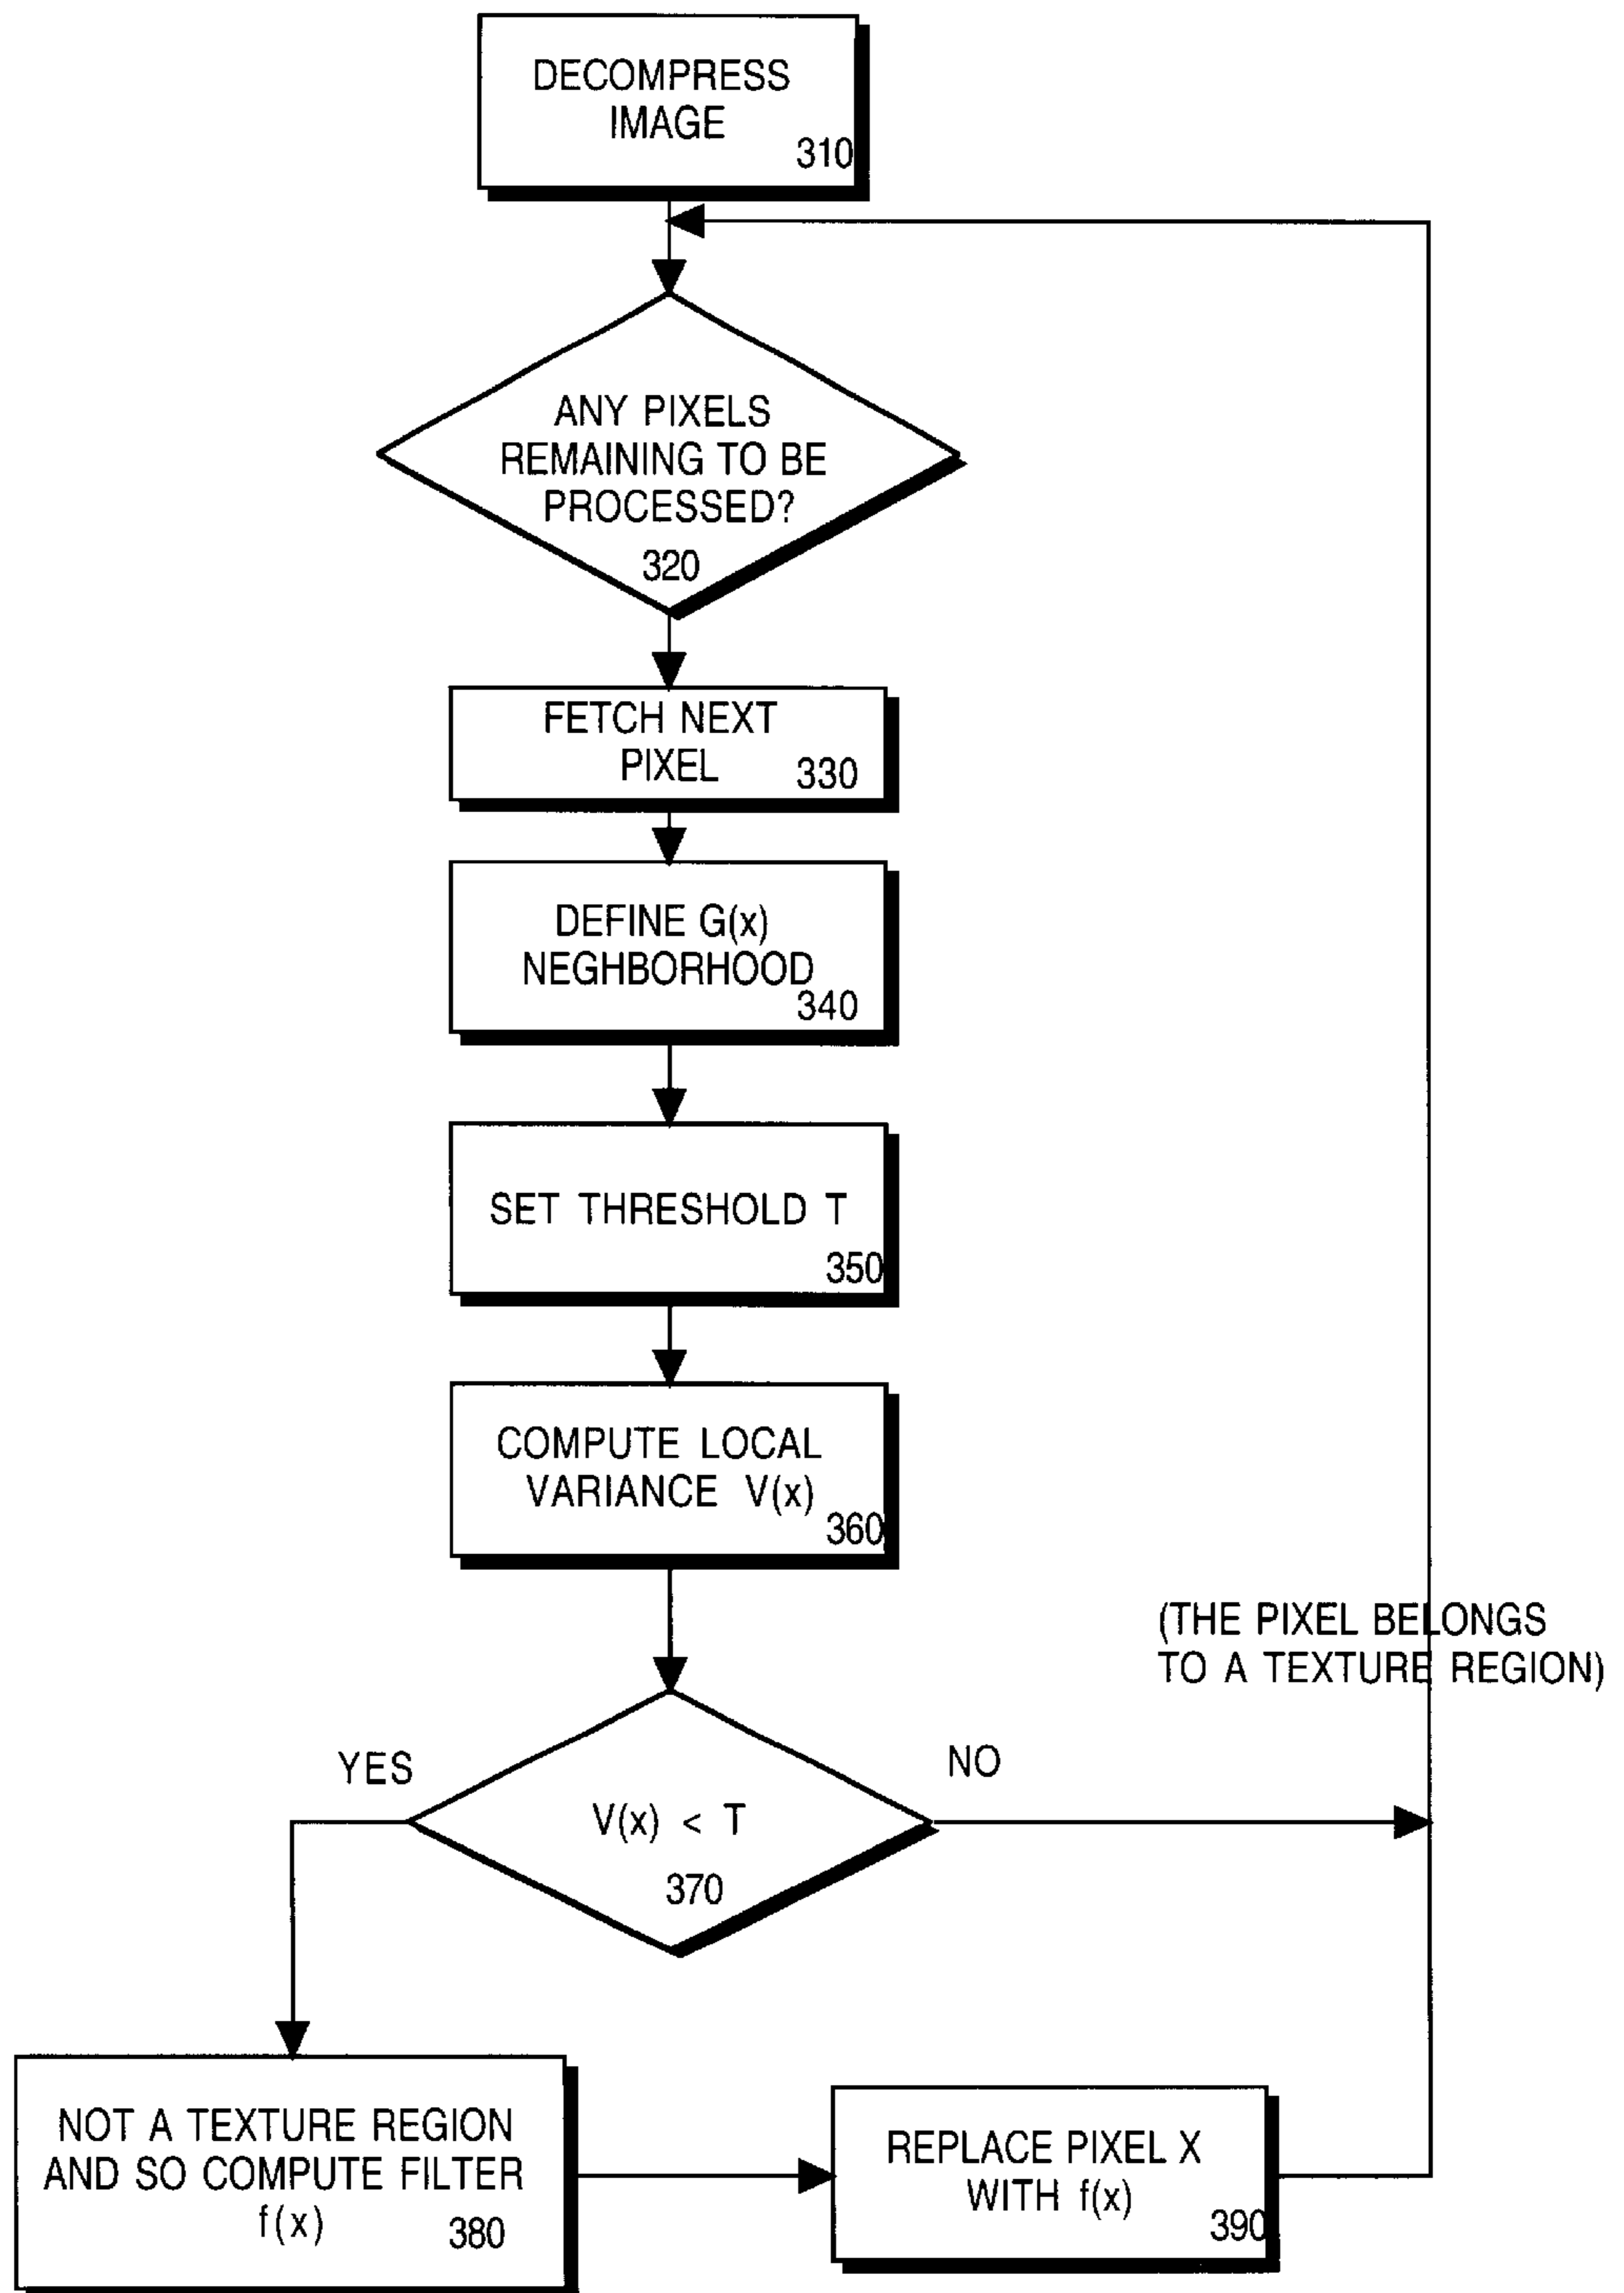 DECOMPRESS
IMAGE
310
ANY PIXELS
REMAINING TO BE
PROCESSED?
320
FETCH NEXT
PIXEL 330
DEFINE G(x)
NEGHBORHOOD
340
SET THRESHOLD T
350
COMPUTE LOCAL
VARIANCE V(x)
360
(THE PIXEL BELONGS
TO A TEXTURE REGION)
YES
NO
V(x) < T
370
NOT A TEXTURE REGION
AND SO COMPUTE FILTER
f(x) 380
REPLACE PIXEL X
WITH f(x)
390